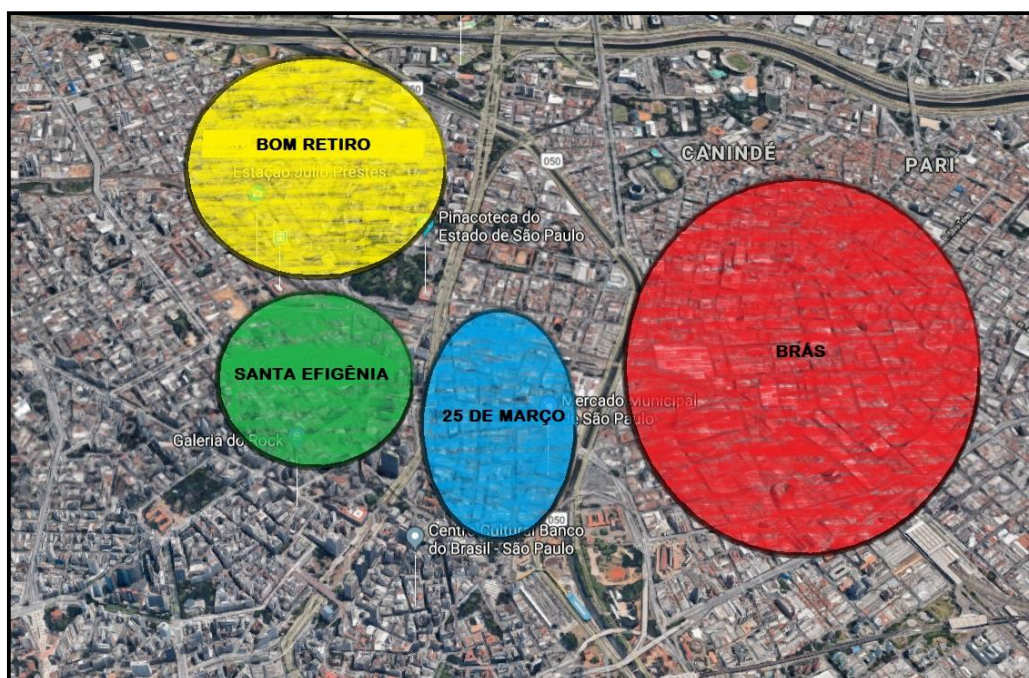 050
BOM RETIRO
Estação Júlio Prestes
CANINDÉ
050
PARI
Pinacoteca do
Estado de São Paulo
SANTA EFIGÊNIA
BRÁS
25 DE MARÇO
Mercado Municipal
de São Paulo
Galeria do Rock
050
Centro Cultural Banco
do Brasil - São Paulo